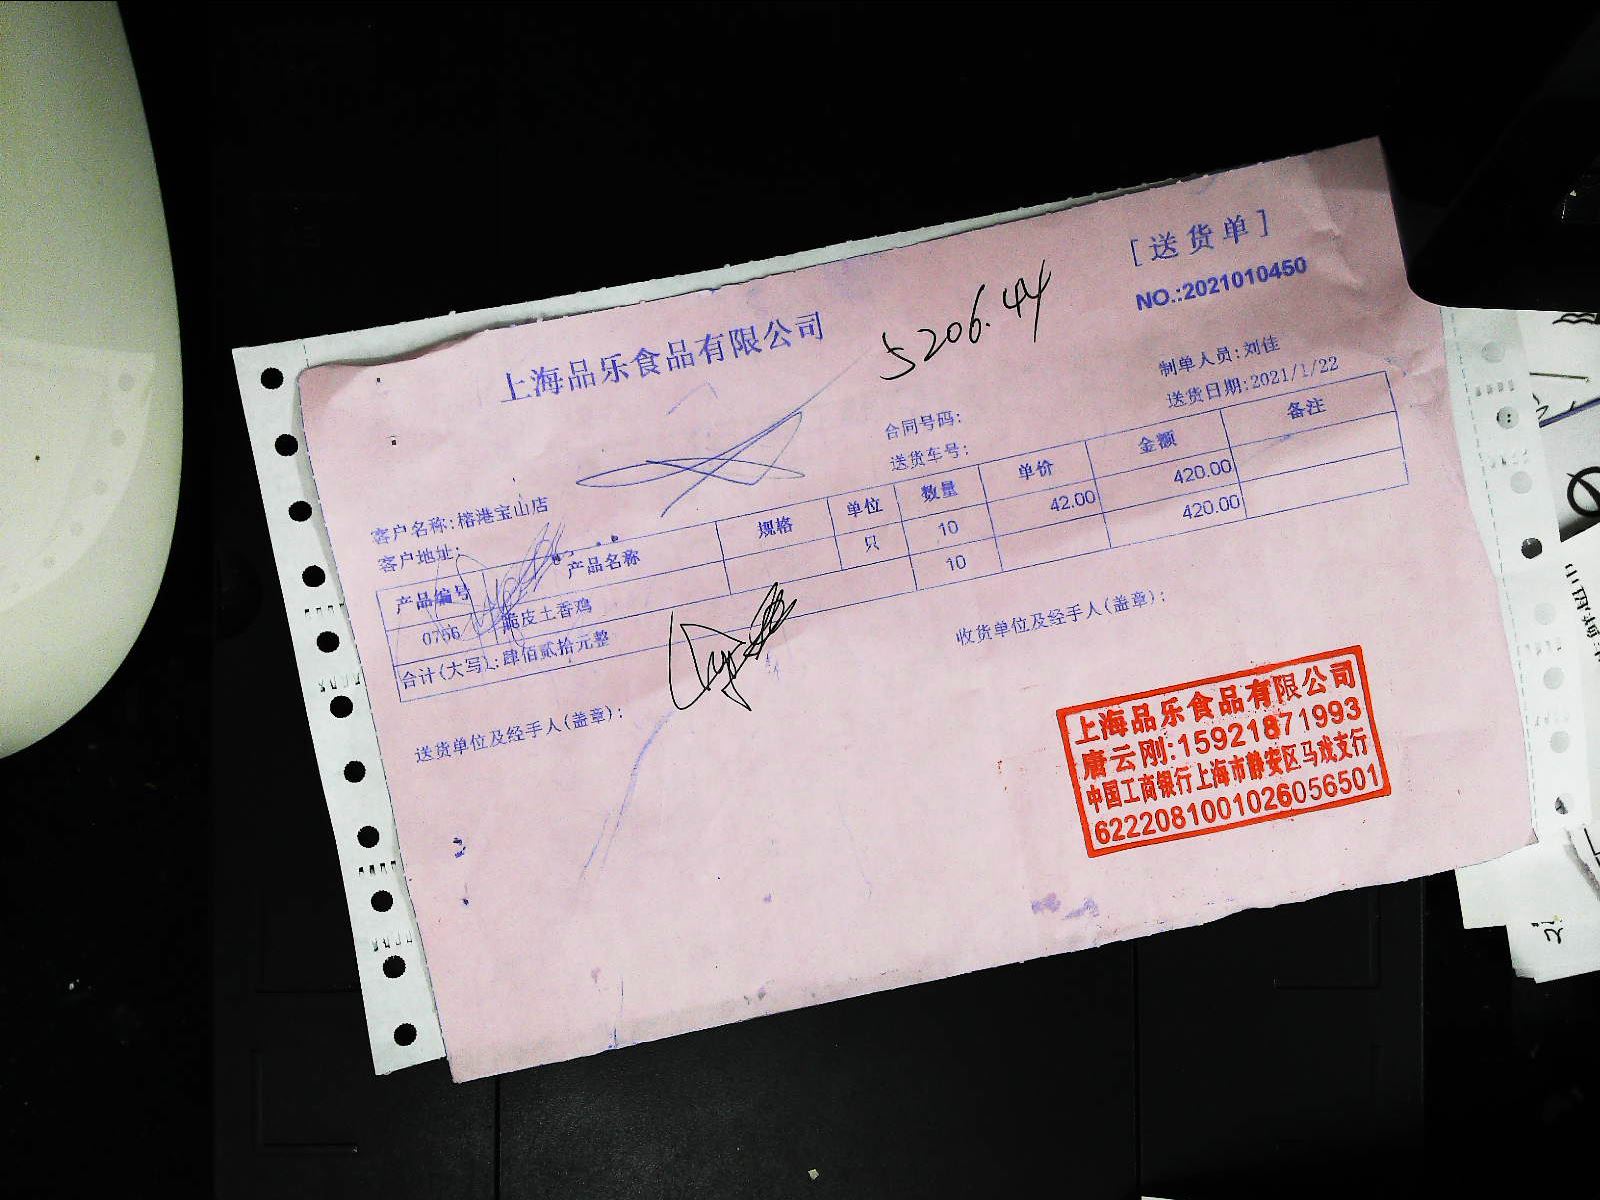 [送货单]
NO.:2021010450
上海品乐食品有限公司
5206.44
制单人员:刘佳
合同号码:
送货日期:2021/1/22
客户名称:榕港宝山店
送货车号:
客户地址:
产品编号 产品名称 规格 单位 数量 单价 金额 备注
0766 脆皮土香鸡 只 10 42.00 420.00
合计(大写):肆佰贰拾元整 10 420.00
送货单位及经手人(盖章):
收货单位及经手人(盖章):
上海品乐食品有限公司
唐云刚:15921871993
中国工商银行上海市静安区马戏支行
6222081001026056501